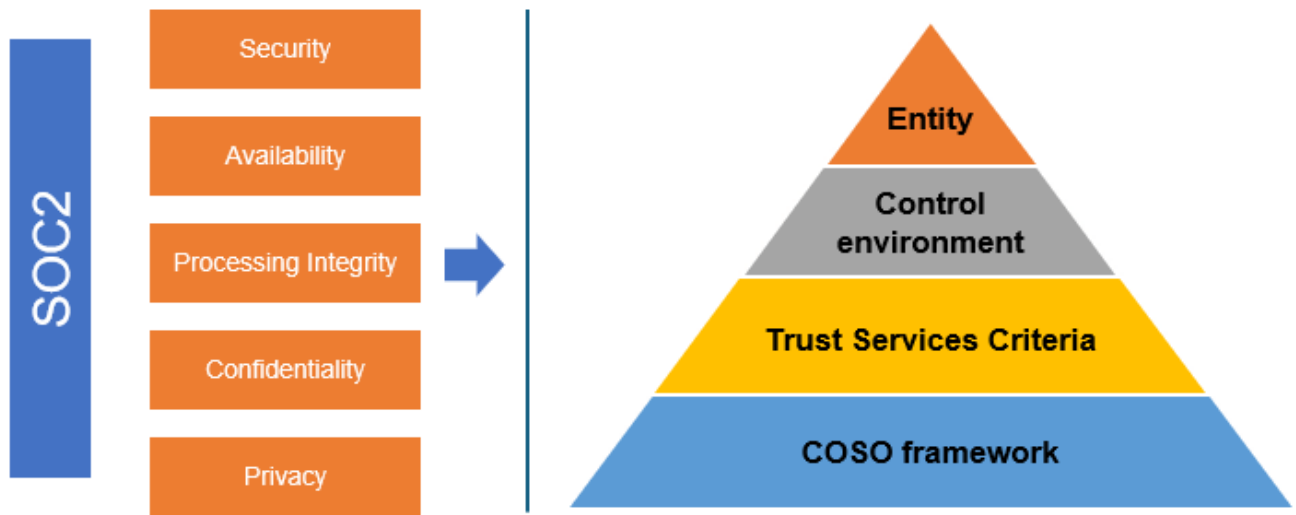 SOC2
Security
Availability
Processing Integrity
Confidentiality
Privacy
Entity
Control
environment
Trust Services Criteria
COSO framework